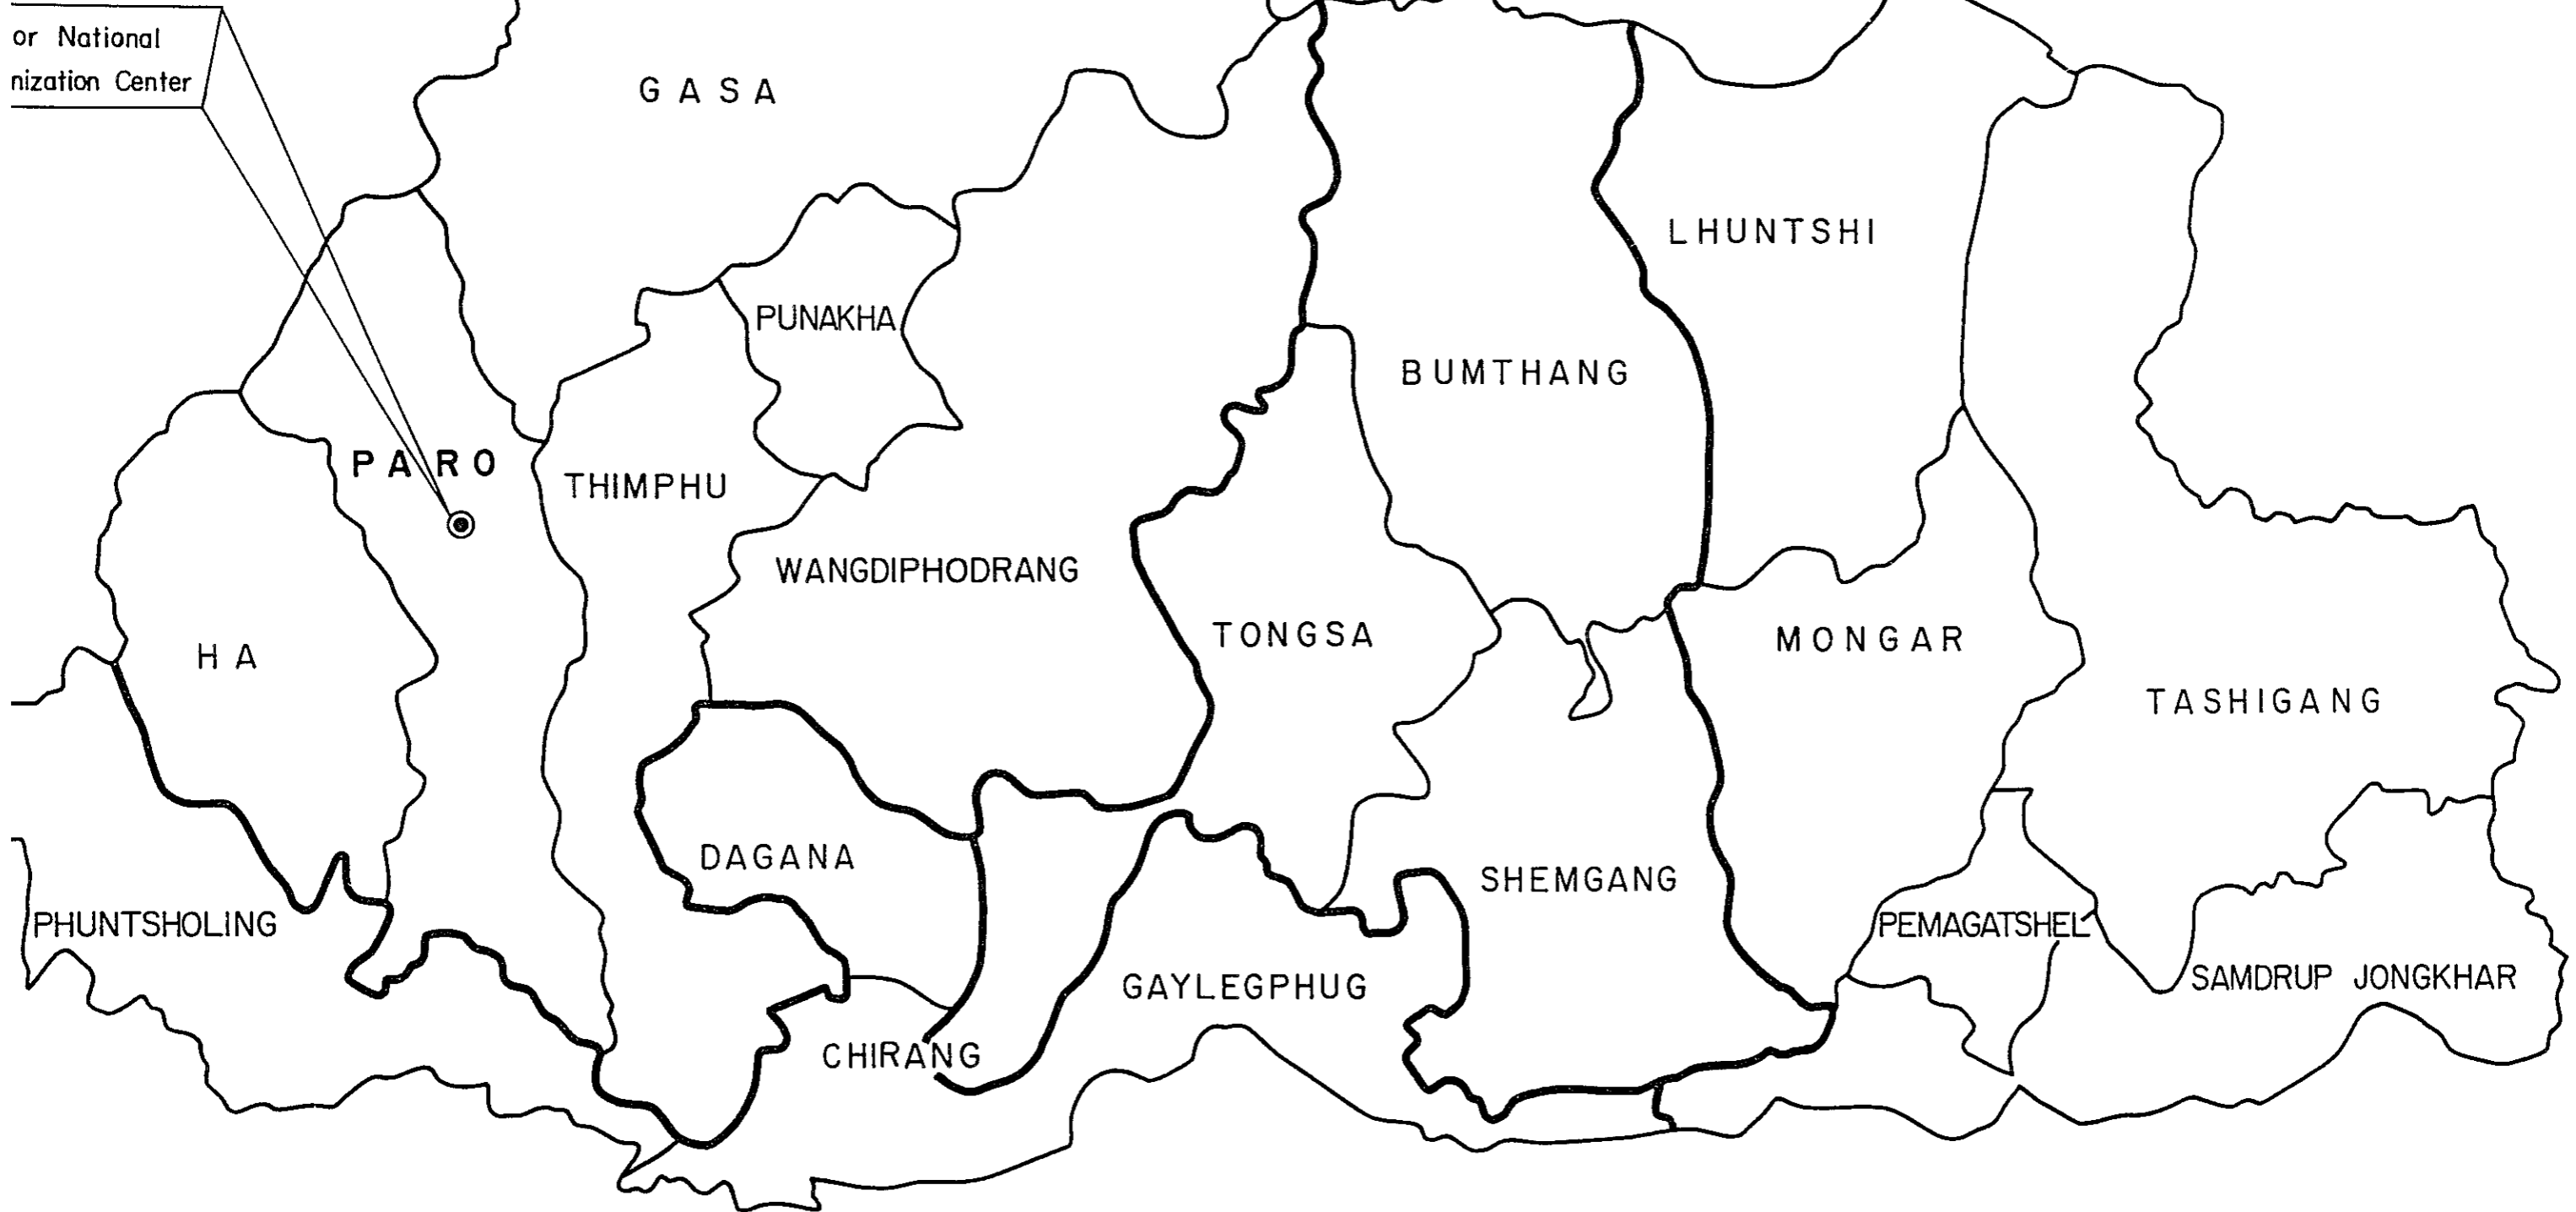 or National
nization Center
GASA
LHUNTSHI
PUNAKHA
BUMTHANG
PARO
THIMPHU
WANGDIPHODRANG
TONGSA
MONGAR
HA
TASHIGANG
DAGANA
SHEMGANG
PHUNTSHOLING
PEMAGATSHEL
GAYLEGPHUG
SAMDRUP JONGKHAR
CHIRANG